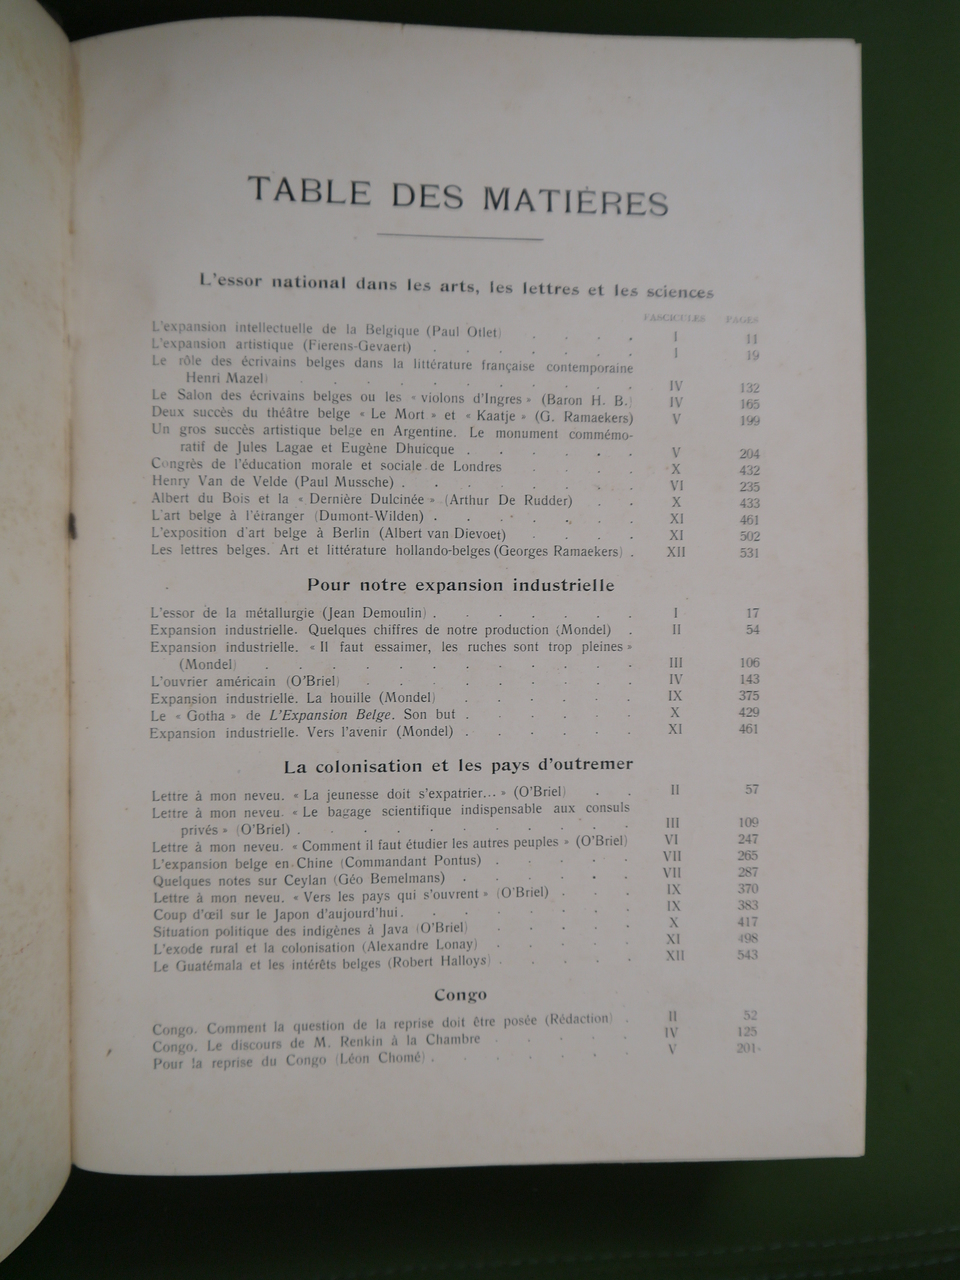 TABLE DES MATIÈRES
L'essor national dans les arts, les lettres et les sciences
FASCICULES PAGES
L'expansion intellectuelle de la Belgique (Paul Otlet) . . . . I 11
L'expansion artistique (Fierens-Gevaert) . . . . . . I 19
Le rôle des écrivains belges dans la littérature française contemporaine
Henri Mazel) . . . . . . . . . . IV 132
Le Salon des écrivains belges ou les « violons d'Ingres » (Baron H. B.) IV 165
Deux succès du théâtre belge « Le Mort » et « Kaatje » (G. Ramaekers) V 199
Un gros succès artistique belge en Argentine. Le monument commémo-
ratif de Jules Lagae et Eugène Dhuicque . . . . . . V 204
Congrès de l'éducation morale et sociale de Londres . . . . X 432
Henry Van de Velde (Paul Mussche) . . . . . . . VI 235
Albert du Bois et la « Dernière Dulcinée » (Arthur De Rudder) . . X 433
L'art belge à l'étranger (Dumont-Wilden) . . . . . . XI 461
L'exposition d'art belge à Berlin (Albert van Dievoet) . . . . XI 502
Les lettres belges. Art et littérature hollando-belges (Georges Ramaekers) . XII 531
Pour notre expansion industrielle
L'essor de la métallurgie (Jean Demoulin) . . . . . . I 17
Expansion industrielle. Quelques chiffres de notre production (Mondel) . II 54
Expansion industrielle. « Il faut essaimer, les ruches sont trop pleines »
(Mondel) . . . . . . . . . . . . III 106
L'ouvrier américain (O'Briel) . . . . . . . . . IV 143
Expansion industrielle. La houille (Mondel) . . . . . . IX 375
Le « Gotha » de L'Expansion Belge. Son but . . . . . . X 429
Expansion industrielle. Vers l'avenir (Mondel) . . . . . . XI 461
La colonisation et les pays d'outremer
Lettre à mon neveu. « La jeunesse doit s'expatrier... » (O'Briel) . . II 57
Lettre à mon neveu. « Le bagage scientifique indispensable aux consuls
privés » (O'Briel) . . . . . . . . . . . III 109
Lettre à mon neveu. « Comment il faut étudier les autres peuples » (O'Briel) VI 247
L'expansion belge en Chine (Commandant Pontus) . . . . . VII 265
Quelques notes sur Ceylan (Géo Bemelmans) . . . . . . VII 287
Lettre à mon neveu. « Vers les pays qui s'ouvrent » (O'Briel) . . . IX 370
Coup d'œil sur le Japon d'aujourd'hui. . . . . . . . IX 383
Situation politique des indigènes à Java (O'Briel) . . . . . X 417
L'exode rural et la colonisation (Alexandre Lonay) . . . . . XI 498
Le Guatémala et les intérêts belges (Robert Halloys) . . . . . XII 543
Congo
Congo. Comment la question de la reprise doit être posée (Rédaction) . II 52
Congo. Le discours de M. Renkin à la Chambre . . . . . IV 125
Pour la reprise du Congo (Léon Chomé) . . . . . . . V 201